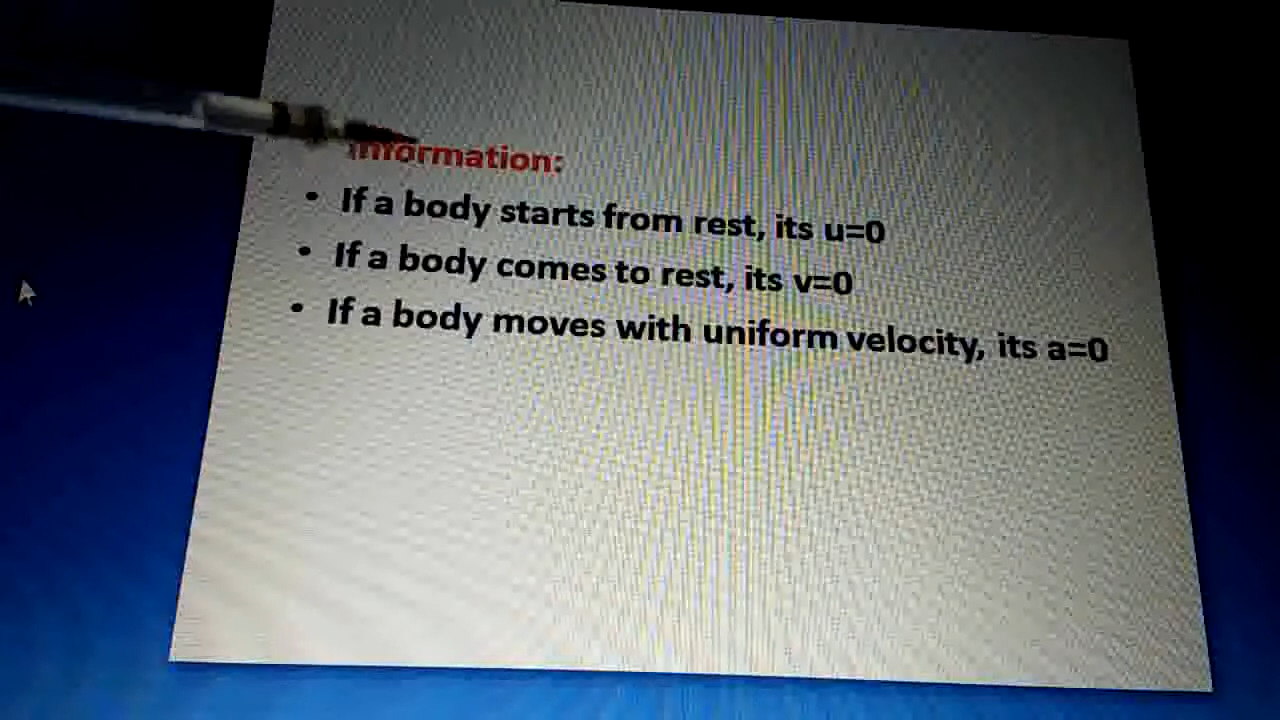 Information:
• If a body starts from rest, its u=0
• If a body comes to rest, its v=0
• If a body moves with uniform velocity, its a=0